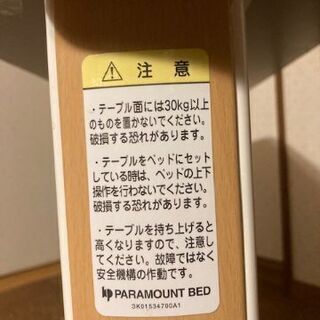 注意
・テーブル面には30kg以上
のものを置かないでください。
破損する恐れがあります。
・テーブルをベッドにセット
している時は、ベッドの上下
操作を行わないでください。
破損する恐れがあります。
・テーブルを持ち上げると
高くなりますので、注意し
てください。故障ではなく
安全機構の作動です。
PARAMOUNT BED
3K01534700A1